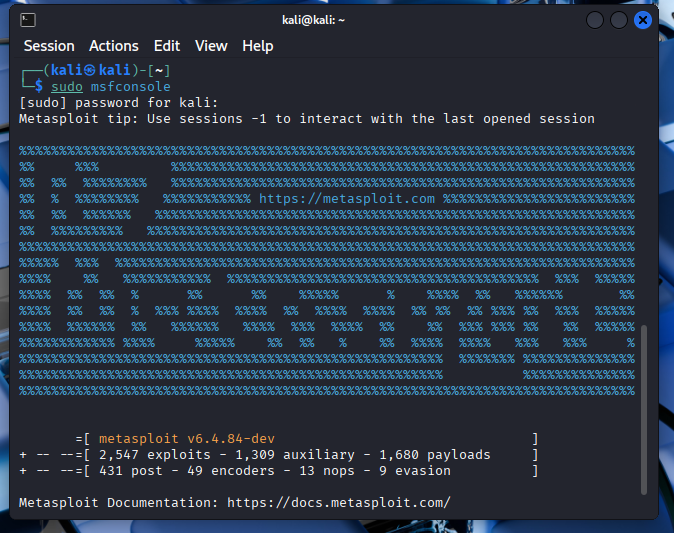 kali@kali: ~
Session Actions Edit View Help
┌──(kali㉿kali)-[~]
└─$ sudo msfconsole
[sudo] password for kali:
Metasploit tip: Use sessions -1 to interact with the last opened session
https://metasploit.com
=[ metasploit v6.4.84-dev ]
+ -- --=[ 2,547 exploits - 1,309 auxiliary - 1,680 payloads ]
+ -- --=[ 431 post - 49 encoders - 13 nops - 9 evasion ]
Metasploit Documentation: https://docs.metasploit.com/